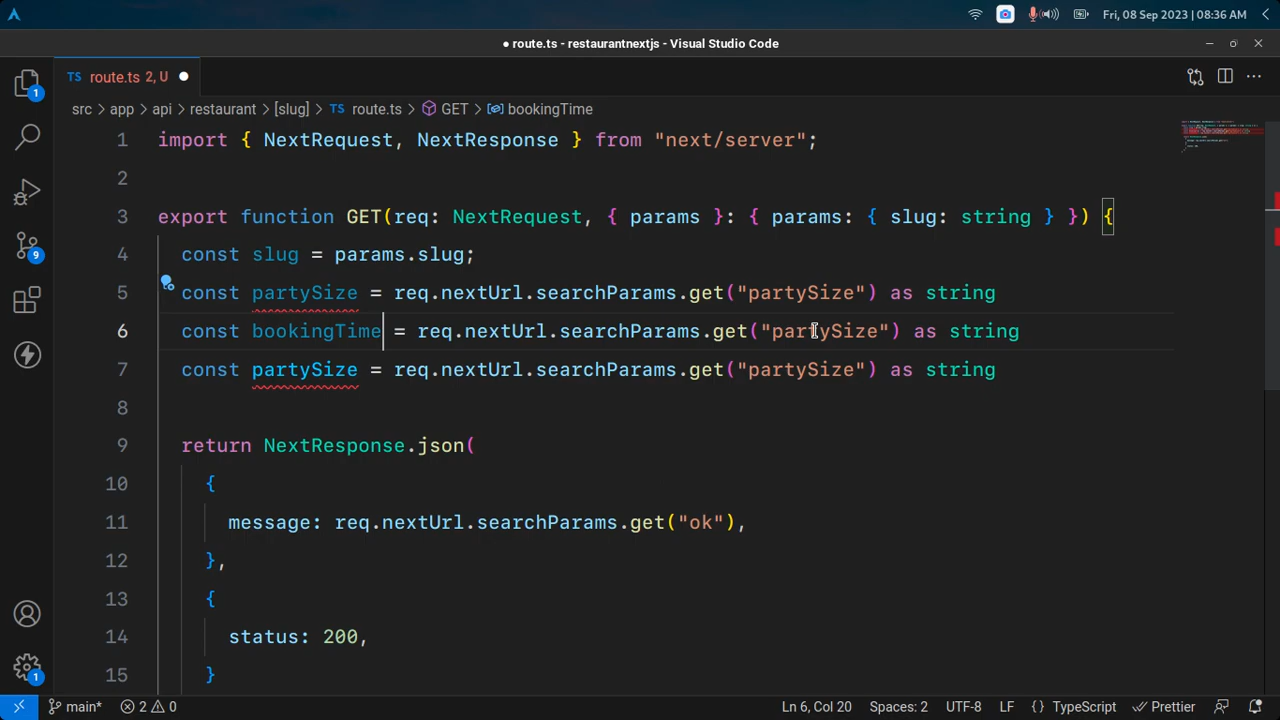 Fri, 08 Sep 2023 | 08:36 AM
● route.ts - restaurantnextjs - Visual Studio Code
TS route.ts 2, U ●
src > app > api > restaurant > [slug] > TS route.ts > GET > bookingTime
1 import { NextRequest, NextResponse } from "next/server";
2
3 export function GET(req: NextRequest, { params }: { params: { slug: string } }) {
4 const slug = params.slug;
5 const partySize = req.nextUrl.searchParams.get("partySize") as string
6 const bookingTime = req.nextUrl.searchParams.get("partySize") as string
7 const partySize = req.nextUrl.searchParams.get("partySize") as string
8
9 return NextResponse.json(
10 {
11 message: req.nextUrl.searchParams.get("ok"),
12 },
13 {
14 status: 200,
15 }
1
9
1
main* 2 0 Ln 6, Col 20 Spaces: 2 UTF-8 LF { } TypeScript Prettier